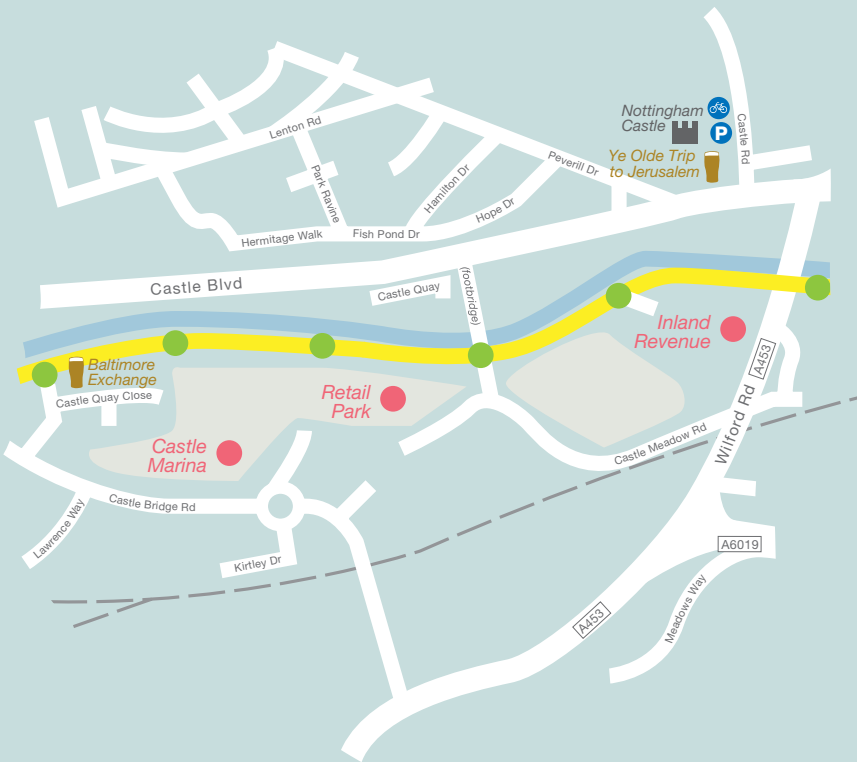 Nottingham
Castle
P
Castle Rd
Ye Olde Trip
to Jerusalem
Lenton Rd
Park Ravine
Hamilton Dr
Peverill Dr
Hope Dr
Hermitage Walk
Fish Pond Dr
Castle Blvd
Castle Quay
(footbridge)
Inland
Revenue
A453
Wilford Rd
Baltimore
Exchange
Castle Quay Close
Retail
Park
Castle
Marina
Castle Meadow Rd
Castle Bridge Rd
Lawrence Way
Kirtley Dr
A6019
A453
Meadows Way